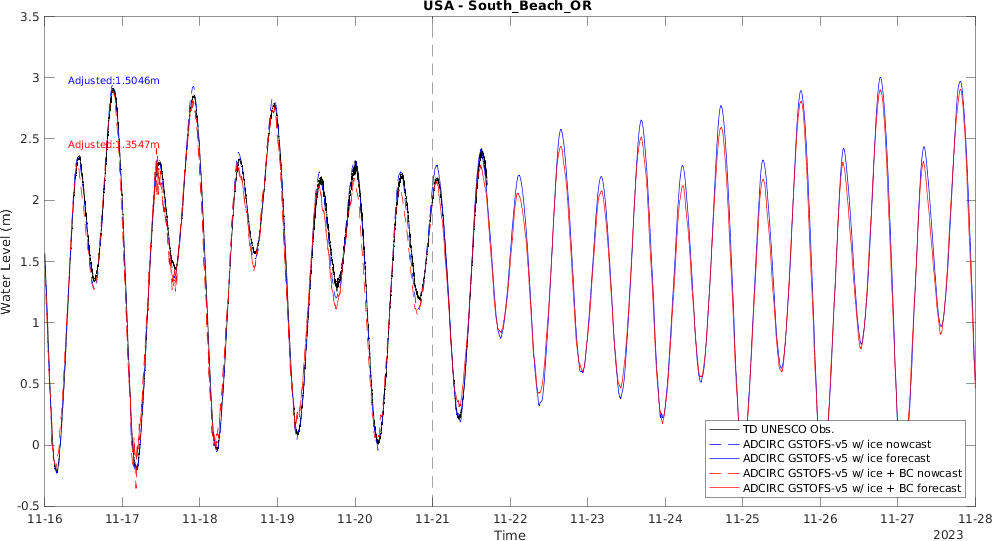 USA - South_Beach_OR
3.5
3
2.5
2
1.5
1
0.5
0
-0.5
Water Level (m)
Adjusted:1.5046m
Adjusted:1.3547m
TD UNESCO Obs.
ADCIRC GSTOFS-v5 w/ ice nowcast
ADCIRC GSTOFS-v5 w/ ice forecast
ADCIRC GSTOFS-v5 w/ ice + BC nowcast
ADCIRC GSTOFS-v5 w/ ice + BC forecast
11-16 11-17 11-18 11-19 11-20 11-21 11-22 11-23 11-24 11-25 11-26 11-27 11-28
Time
2023